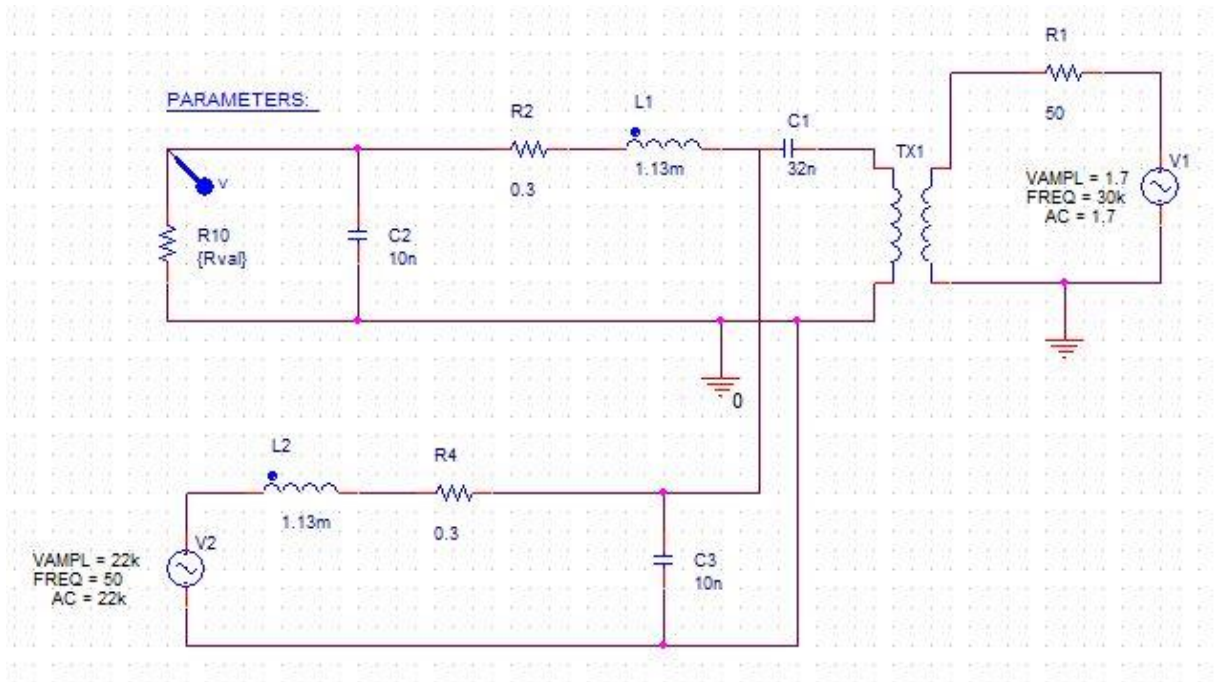 R1
PARAMETERS:
R2
L1
C1
TX1
50
0.3
1.13m
32n
V1
V
VAMPL = 1.7
FREQ = 30k
AC = 1.7
R10
{Rval}
C2
10n
0
L2
R4
1.13m
0.3
V2
VAMPL = 22k
FREQ = 50
AC = 22k
C3
10n